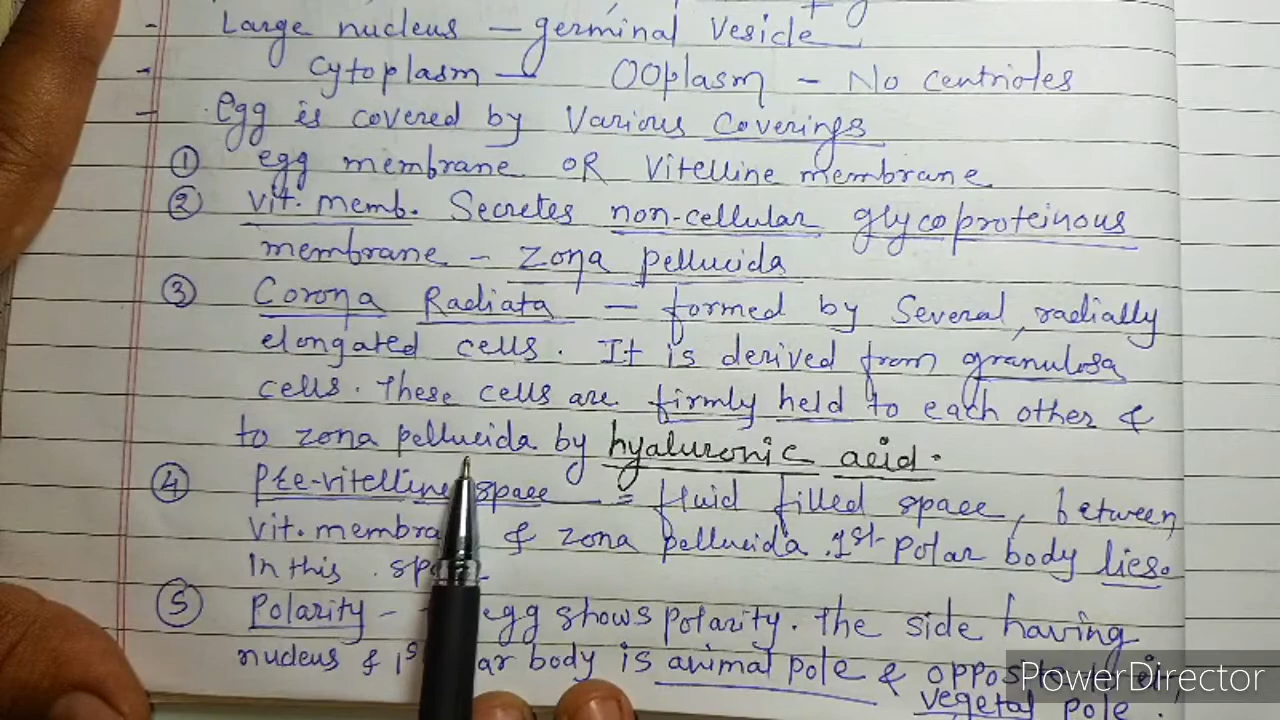 - Large nucleus - germinal vesicle
- Cytoplasm - Ooplasm - No centrioles
- Egg is covered by various coverings
① egg membrane OR vitelline membrane
② vit. memb. secretes non-cellular glycoproteinous
membrane - zona pellucida
③ Corona Radiata - formed by several, radially
elongated cells. It is derived from granulosa
cells. These cells are firmly held to each other &
to zona pellucida by hyaluronic acid.
④ Pre-vitelline space = fluid filled space, between
vit. membra & zona pellucida. 1st polar body lies.
In this sp
⑤ Polarity - egg shows polarity. The side having
nucleus & 1s ar body is animal pole & oppos
vegetal pole.
PowerDirector